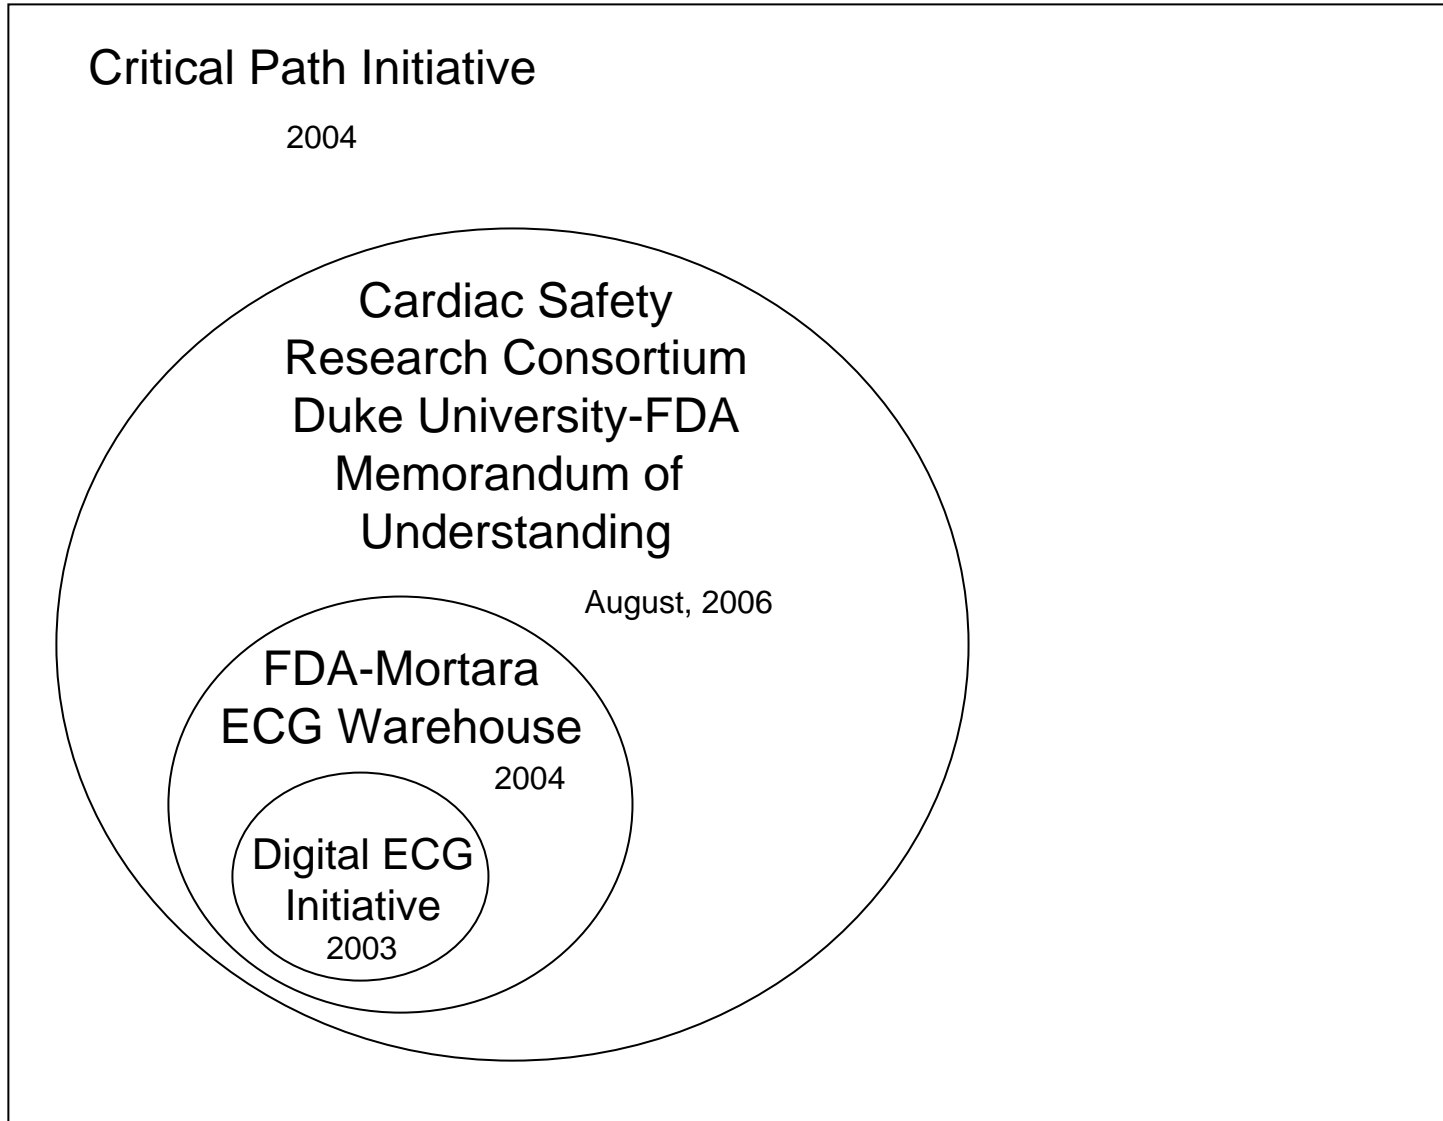 Critical Path Initiative
2004
Cardiac Safety
Research Consortium
Duke University-FDA
Memorandum of
Understanding
August, 2006
FDA-Mortara
ECG Warehouse
2004
Digital ECG
Initiative
2003